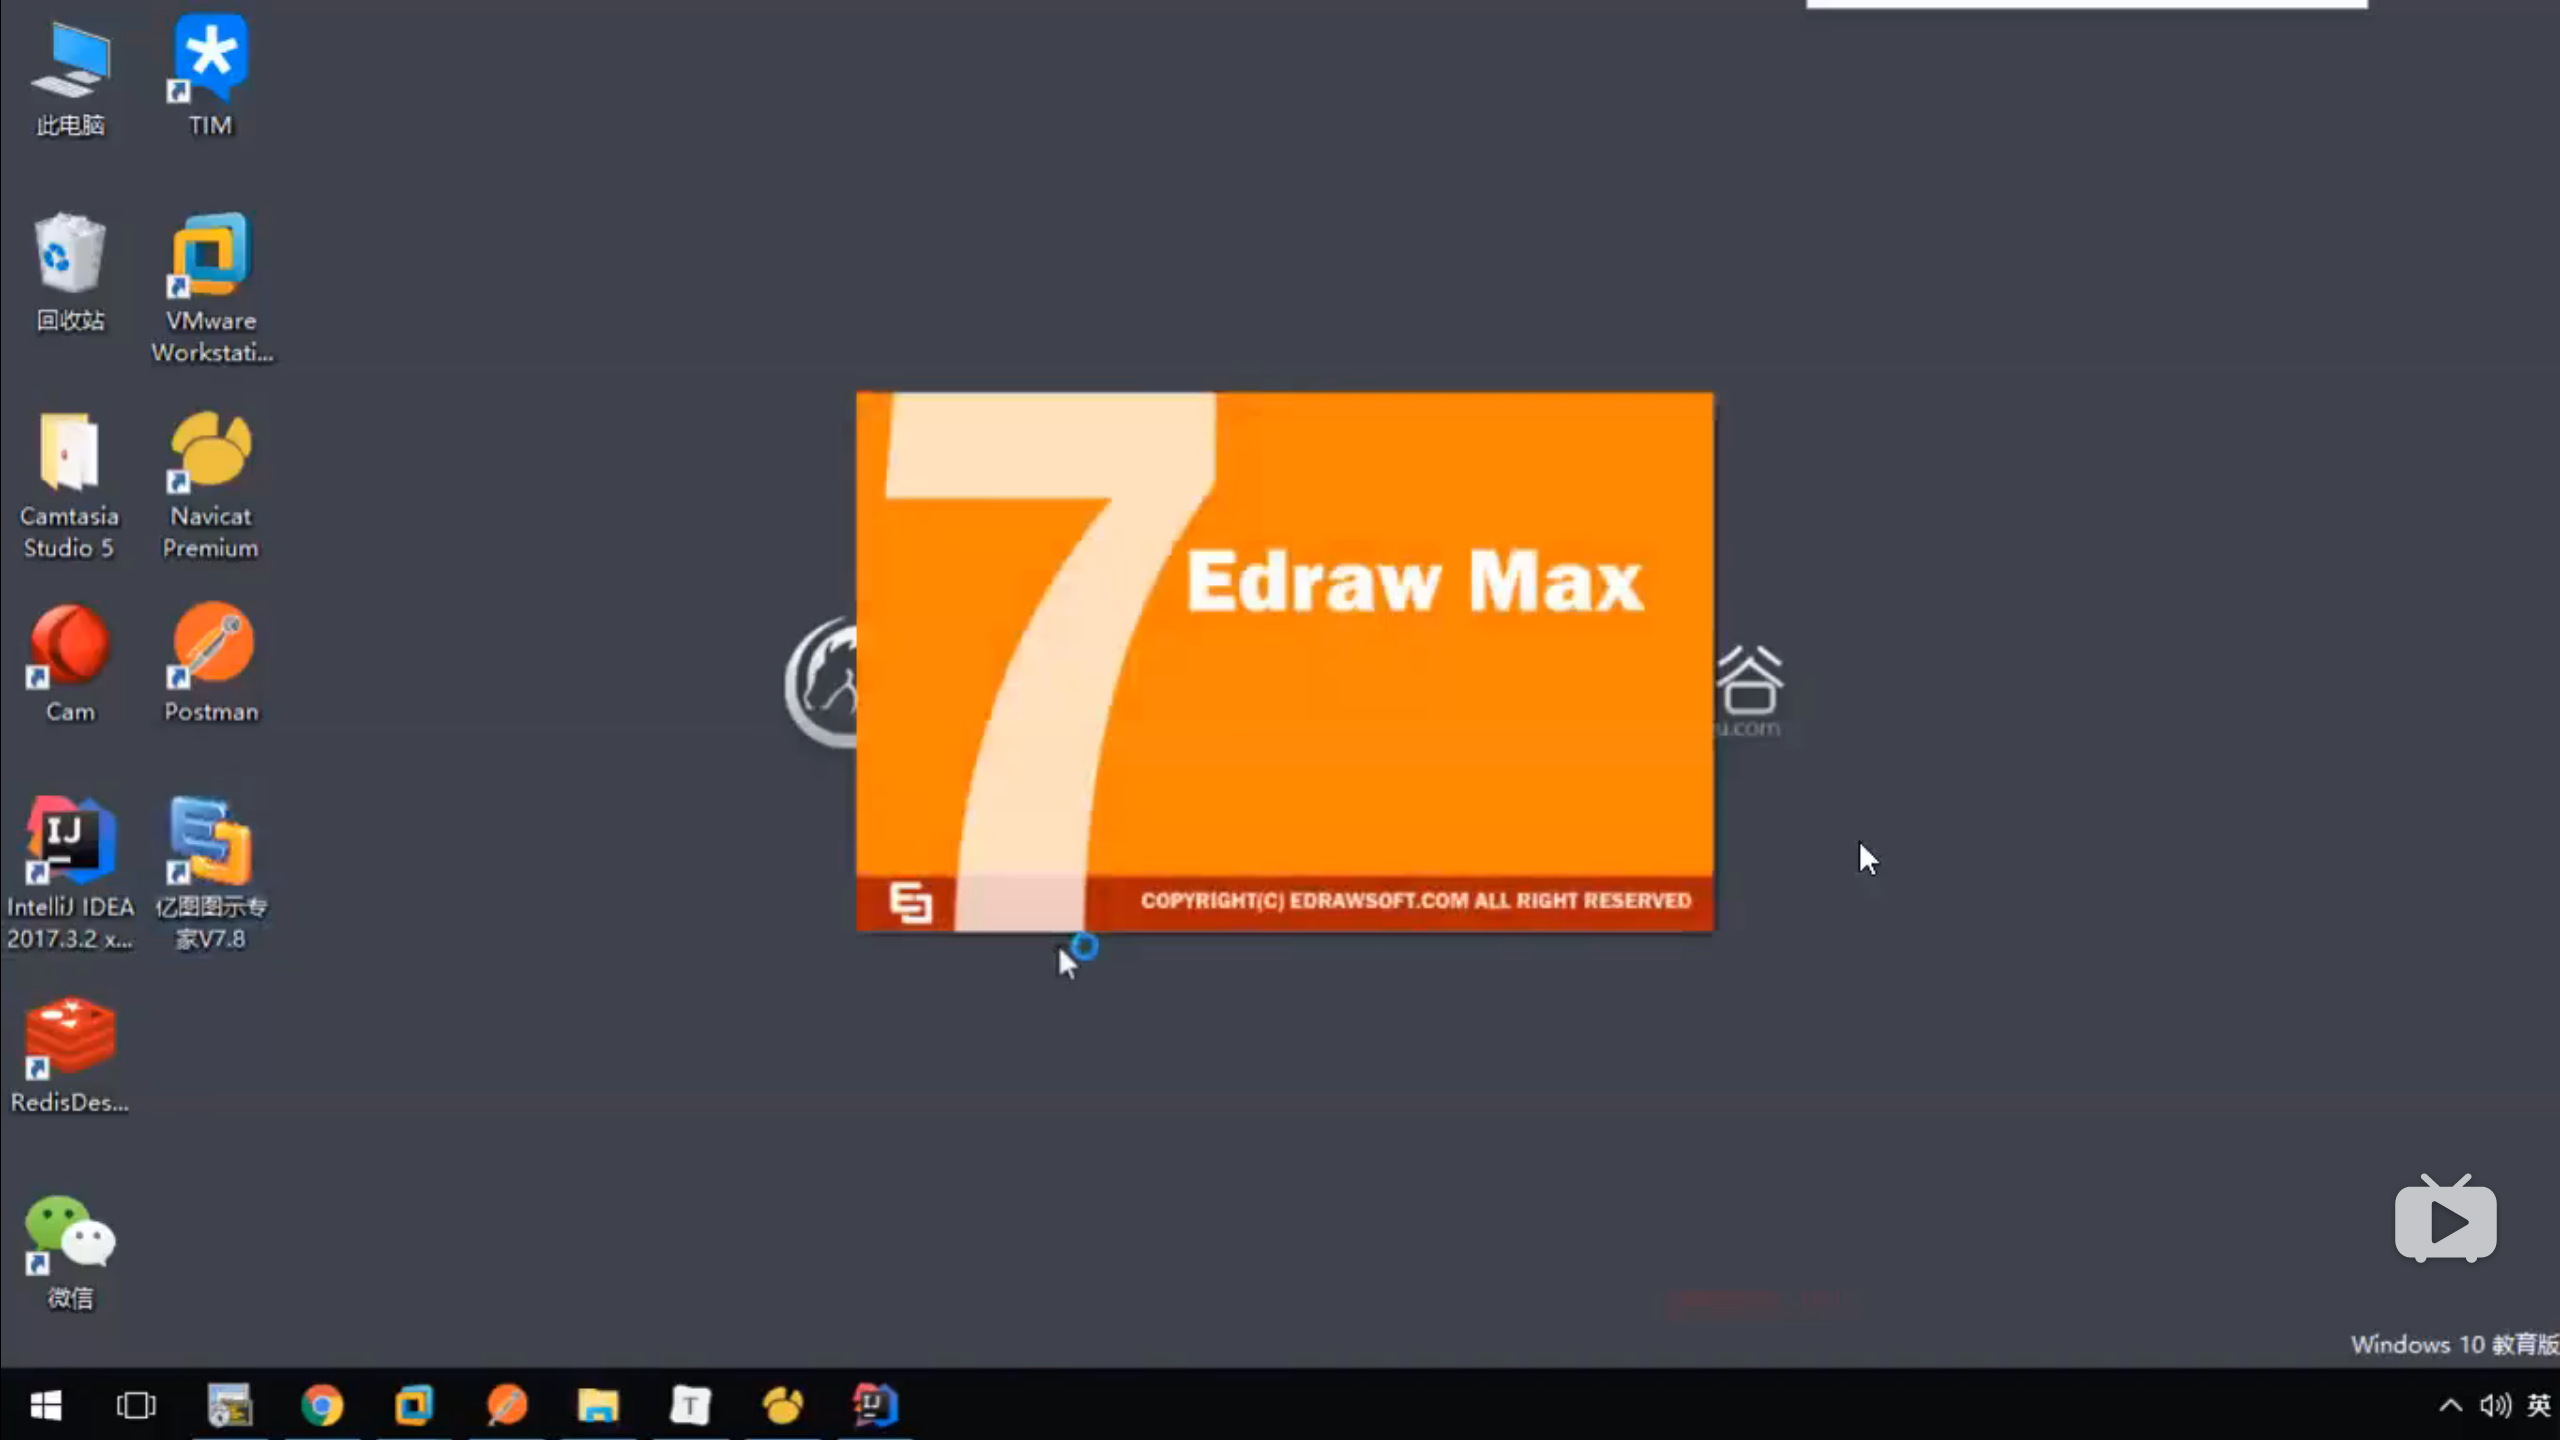 此电脑
TIM
回收站
VMware
Workstati...
Camtasia
Studio 5
Navicat
Premium
Cam
Postman
IJ
IntelliJ IDEA
2017.3.2 x...
亿图图示专
家V7.8
RedisDes...
微信
7
Edraw Max
COPYRIGHT(C) EDRAWSOFT.COM ALL RIGHT RESERVED
谷
u.com
Windows 10 教育版
T
IJ
英